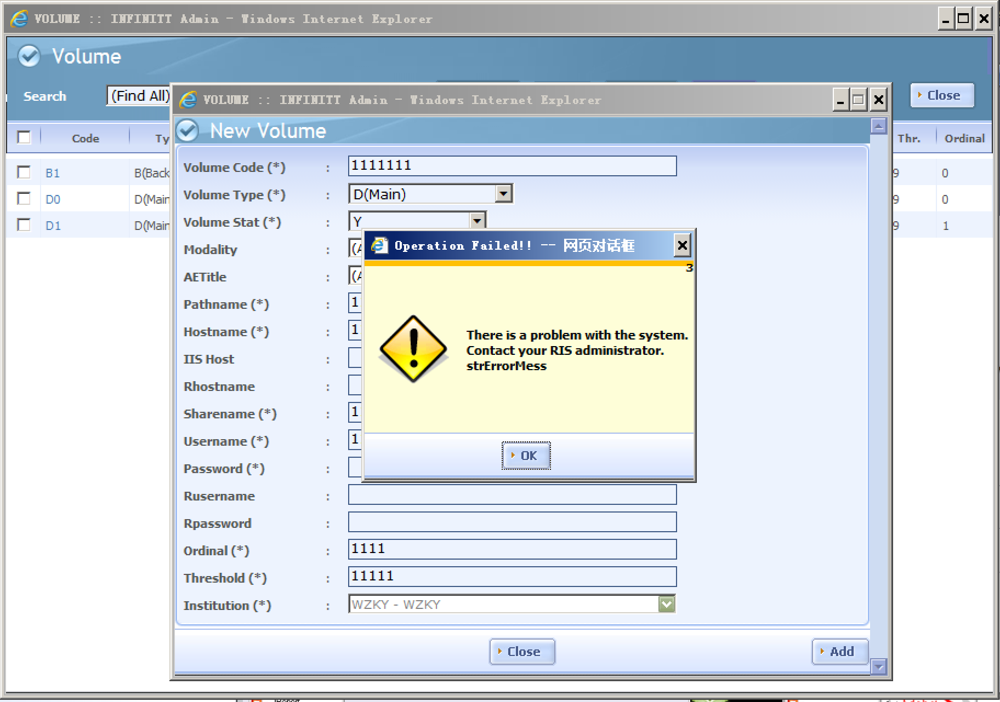 VOLUME :: INFINITT Admin - Windows Internet Explorer
Volume
Search (Find All)
Close
Code Ty Thr. Ordinal
B1 B(Back 9 0
D0 D(Main 9 0
D1 D(Main 9 1
VOLUME :: INFINITT Admin - Windows Internet Explorer
New Volume
Volume Code (*) : 1111111
Volume Type (*) : D(Main)
Volume Stat (*) : Y
Modality : (A
AETitle : (A
Pathname (*) : 1
Hostname (*) : 1
IIS Host :
Rhostname :
Sharename (*) : 1
Username (*) : 1
Password (*) :
Rusername :
Rpassword :
Ordinal (*) : 1111
Threshold (*) : 11111
Institution (*) : WZKY - WZKY
Close Add
Operation Failed!! -- 网页对话框
3
There is a problem with the system.
Contact your RIS administrator.
strErrorMess
OK